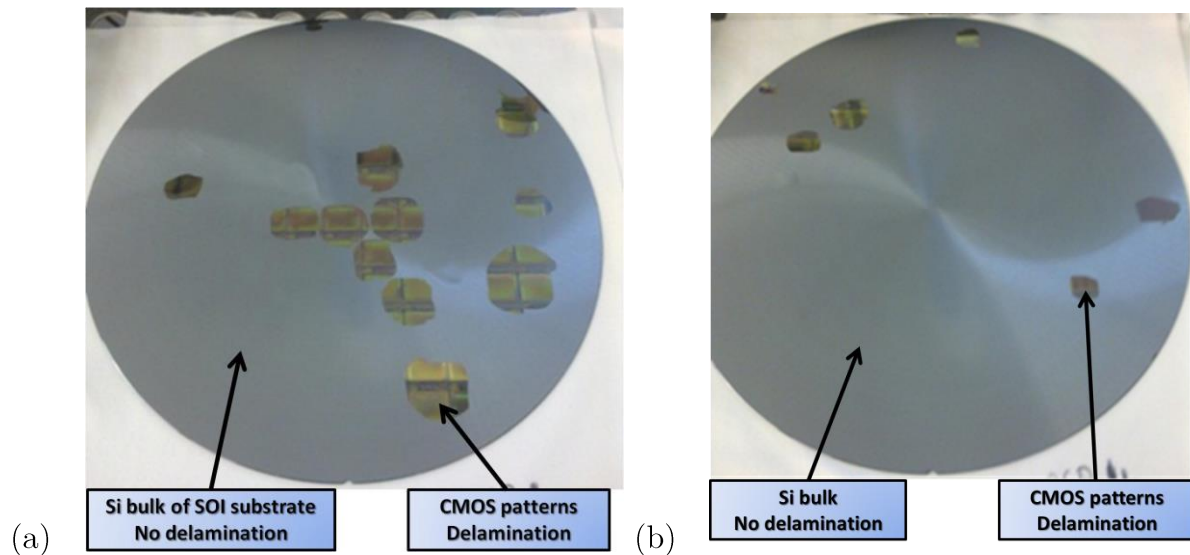 (a)
Si bulk of SOI substrate
No delamination
CMOS patterns
Delamination
(b)
Si bulk
No delamination
CMOS patterns
Delamination